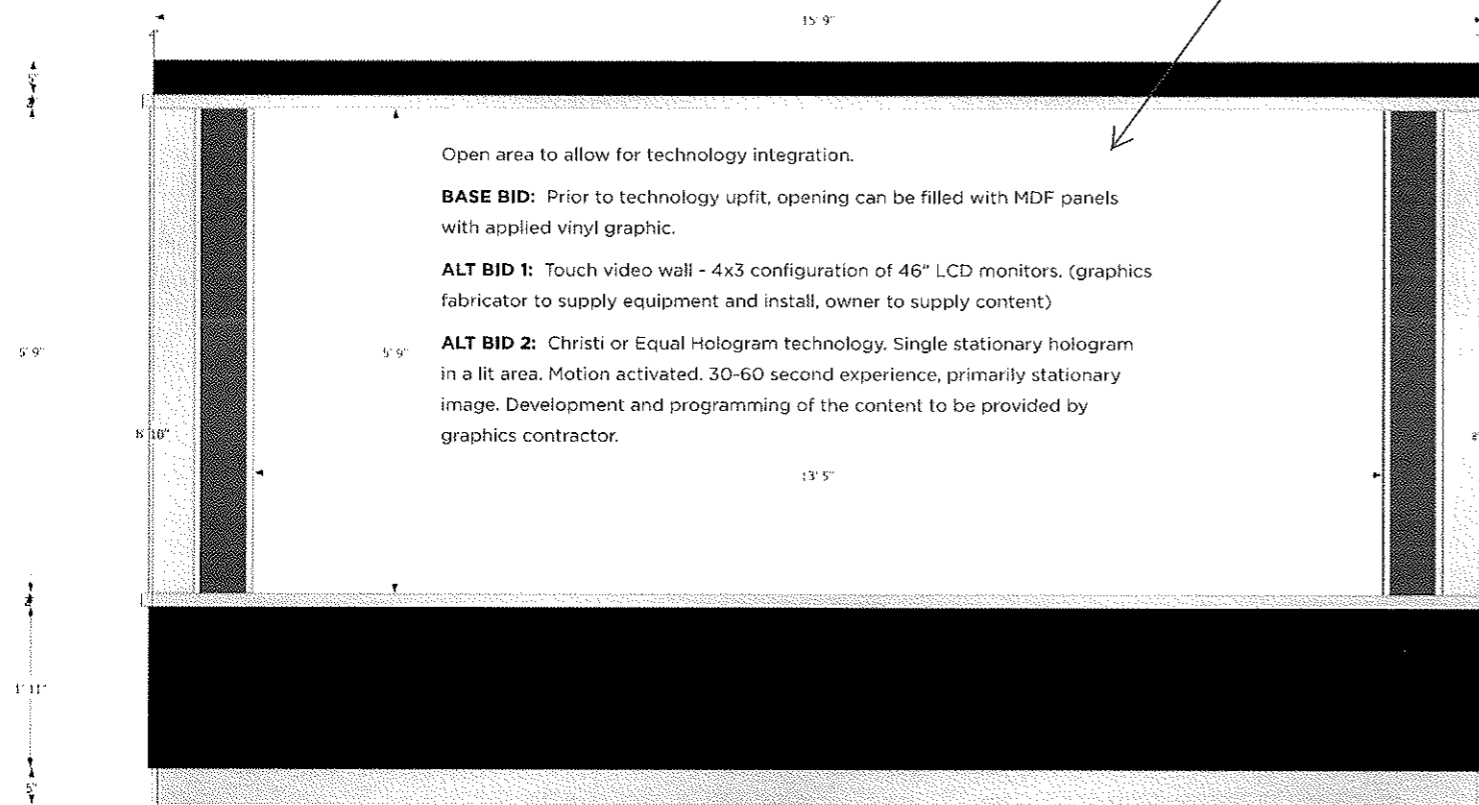 15' 9"
5"
2"
Open area to allow for technology integration.
BASE BID: Prior to technology upfit, opening can be filled with MDF panels
with applied vinyl graphic.
ALT BID 1: Touch video wall - 4x3 configuration of 46" LCD monitors. (graphics
fabricator to supply equipment and install, owner to supply content)
5' 9"
5' 9"
ALT BID 2: Christi or Equal Hologram technology. Single stationary hologram
in a lit area. Motion activated. 30-60 second experience, primarily stationary
image. Development and programming of the content to be provided by
graphics contractor.
8' 10"
13' 5"
2"
1' 11"
5"